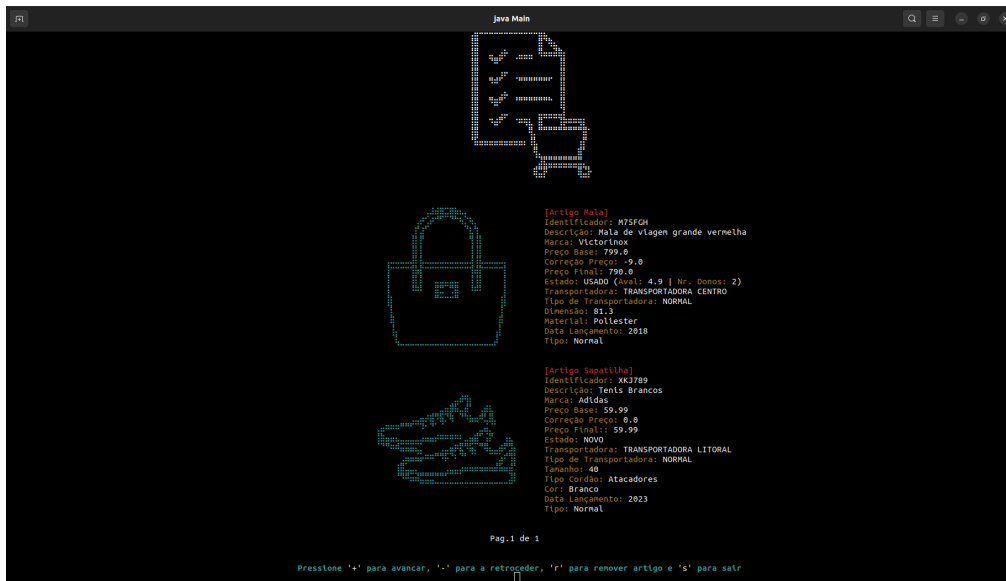 java Main
[Artigo Mala]
Identificador: M75FGH
Descrição: Mala de viagem grande vermelha
Marca: Victorinox
Preço Base: 799.0
Correção Preço: -9.0
Preço Final: 790.0
Estado: USADO (Aval: 4.9 | Nr. Donos: 2)
Transportadora: TRANSPORTADORA CENTRO
Tipo de Transportadora: NORMAL
Dimensão: 81.3
Material: Poliester
Data Lançamento: 2018
Tipo: Normal
[Artigo Sapatilha]
Identificador: XKJ789
Descrição: Tenis Brancos
Marca: Adidas
Preço Base: 59.99
Correção Preço: 0.0
Preço Final:: 59.99
Estado: NOVO
Transportadora: TRANSPORTADORA LITORAL
Tipo de Transportadora: NORMAL
Tamanho: 40
Tipo Cordão: Atacadores
Cor: Branco
Data Lançamento: 2023
Tipo: Normal
Pag.1 de 1
Pressione '+' para avancar, '-' para a retroceder, 'r' para remover artigo e 's' para sair